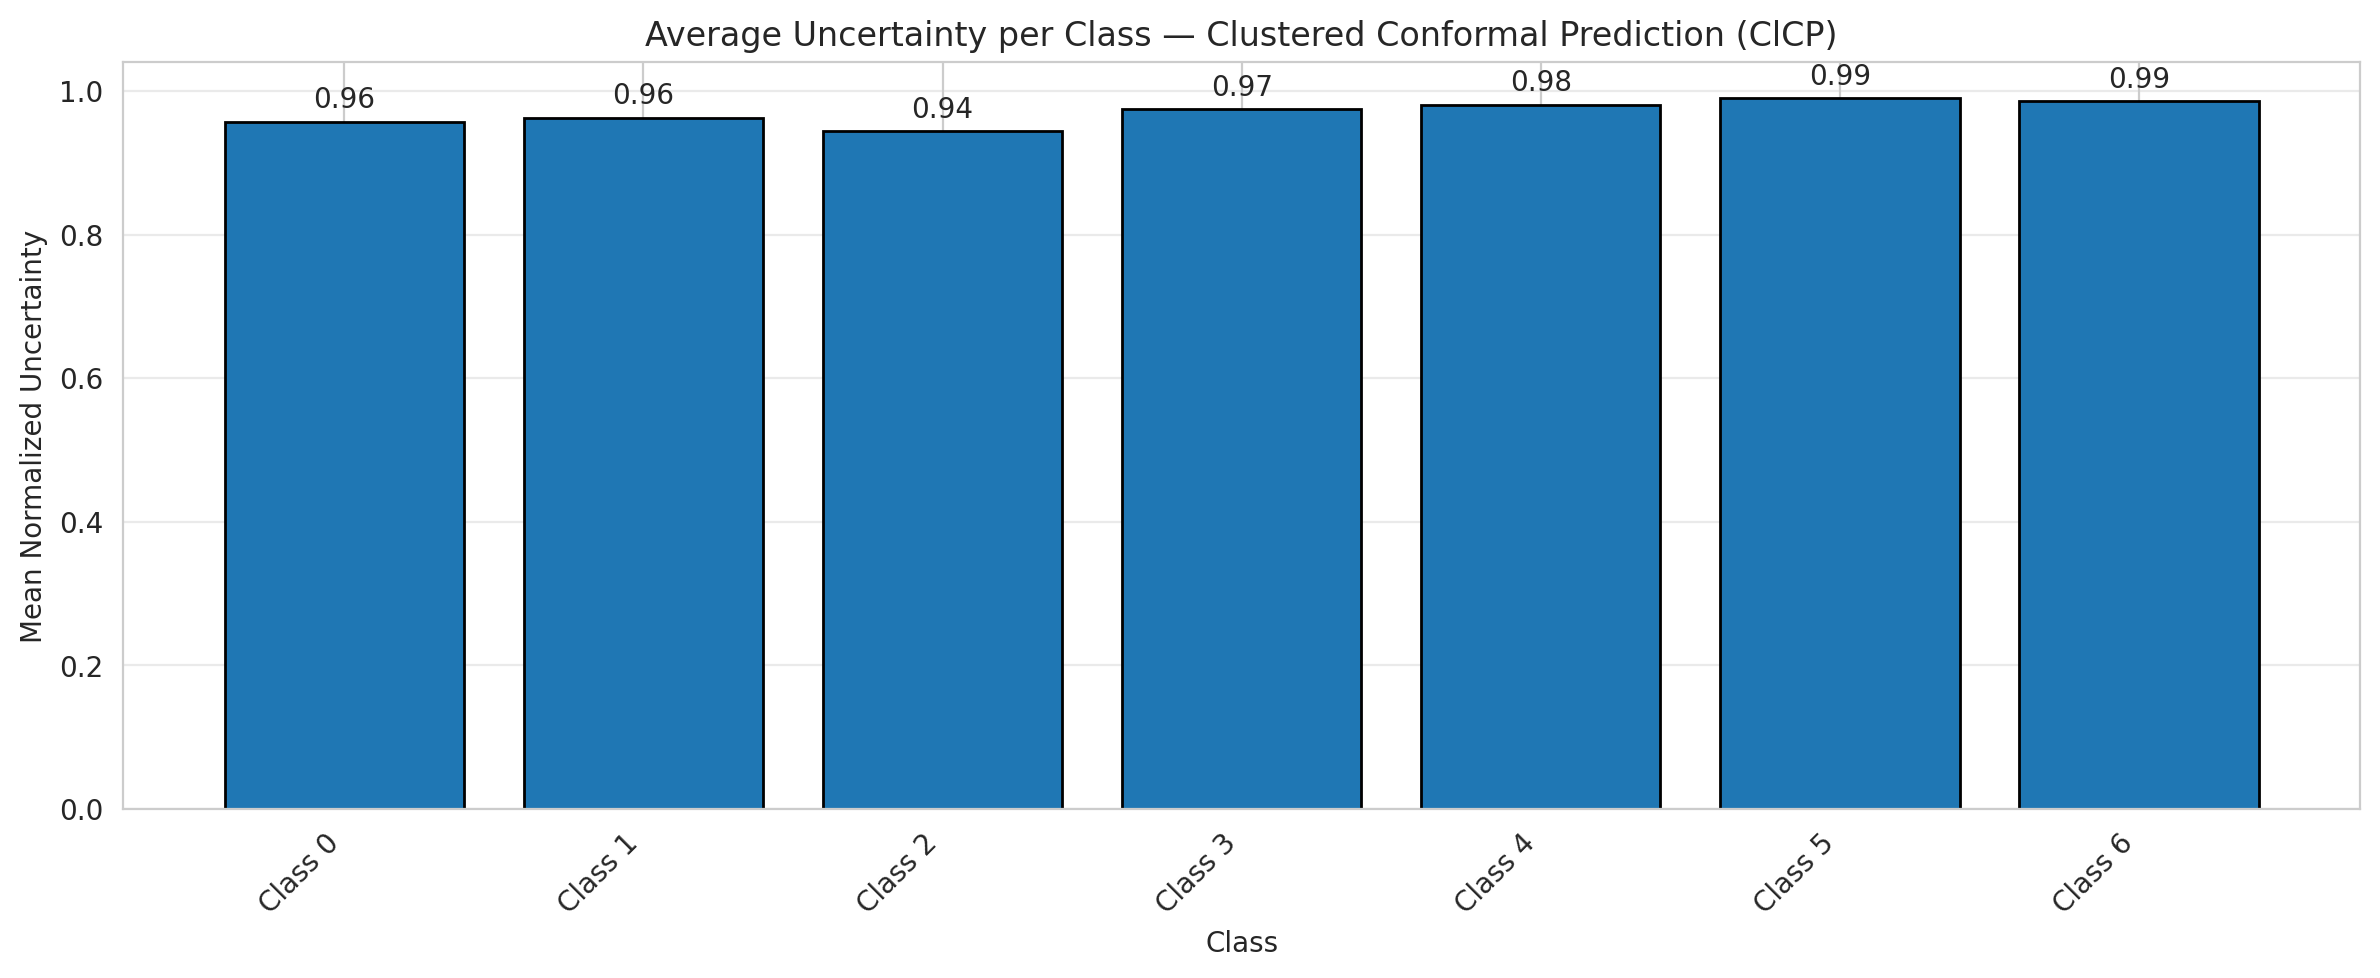 Average Uncertainty per Class — Clustered Conformal Prediction (ClCP)
Mean Normalized Uncertainty
1.0
0.8
0.6
0.4
0.2
0.0
0.96
0.96
0.94
0.97
0.98
0.99
0.99
Class 0
Class 1
Class 2
Class 3
Class 4
Class 5
Class 6
Class